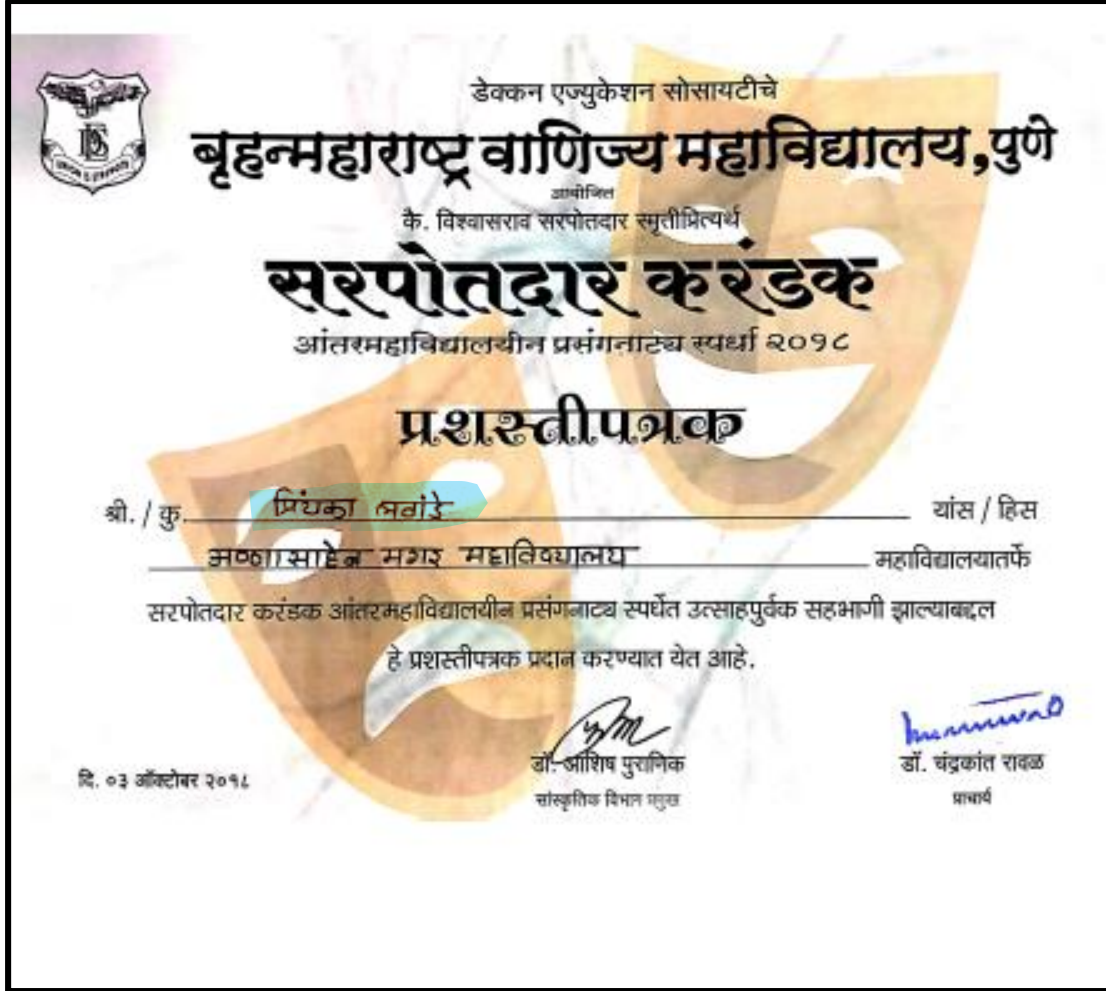 डेक्कन एज्युकेशन सोसायटीचे
बृहन्महाराष्ट्र वाणिज्य महाविद्यालय,पुणे
आयोजित
कै. विश्वासराव सरपोतदार स्मृतीप्रित्यर्थ
सरपोतदार करंडक
आंतरमहाविद्यालयीन प्रसंगनाट्य स्पर्धा २०१८
प्रशस्तीपत्रक
श्री. / कु. प्रियंका लवांडे यांस / हिस
अण्णासाहेब मगर महाविद्यालय महाविद्यालयातर्फे
सरपोतदार करंडक आंतरमहाविद्यालयीन प्रसंगनाट्य स्पर्धेत उत्साहपुर्वक सहभागी झाल्याबद्दल
हे प्रशस्तीपत्रक प्रदान करण्यात येत आहे.
दि. ०३ ऑक्टोबर २०१८
डॉ. आशिष पुराणिक
सांस्कृतिक विभाग प्रमुख
डॉ. चंद्रकांत रावळ
प्राचार्य